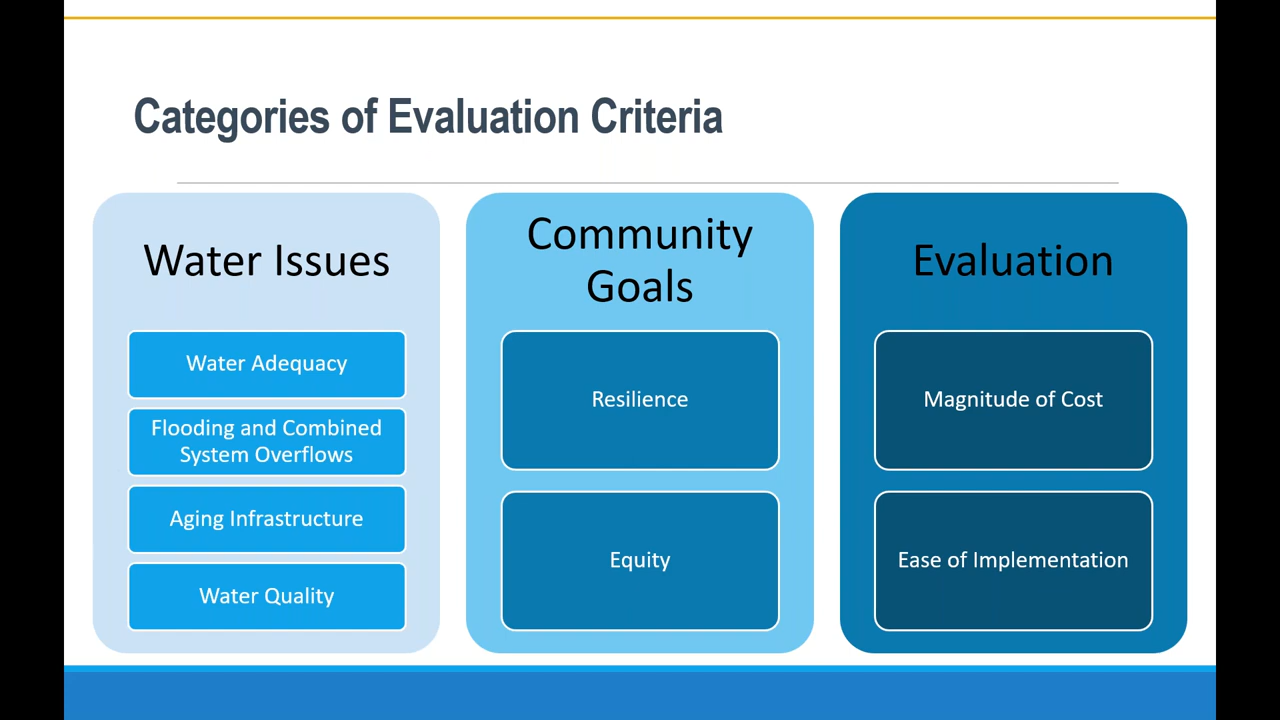 Categories of Evaluation Criteria
Water Issues
Water Adequacy
Flooding and Combined
System Overflows
Aging Infrastructure
Water Quality
Community
Goals
Resilience
Equity
Evaluation
Magnitude of Cost
Ease of Implementation